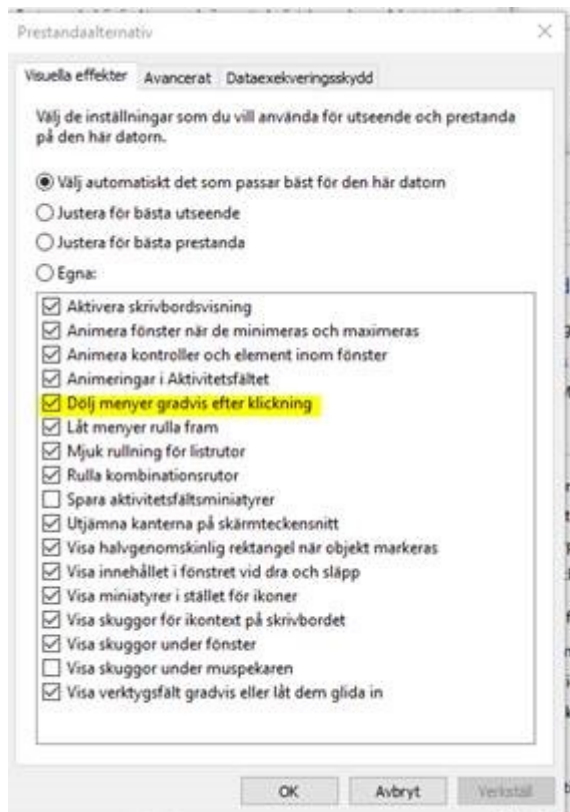 Prestandaalternativ
Visuella effekter Avancerat Dataexekveringsskydd
Välj de inställningar som du vill använda för utseende och prestanda
på den här datorn.
Välj automatiskt det som passar bäst för den här datorn
Justera för bästa utseende
Justera för bästa prestanda
Egna:
Aktivera skrivbordsvisning
Animera fönster när de minimeras och maximeras
Animera kontroller och element inom fönster
Animeringar i Aktivitetsfältet
Dölj menyer gradvis efter klickning
Låt menyer rulla fram
Mjuk rullning för listrutor
Rulla kombinationsrutor
Spara aktivitetsfältsminiatyrer
Utjämna kanterna på skärmteckensnitt
Visa halvgenomskinlig rektangel när objekt markeras
Visa innehållet i fönstret vid dra och släpp
Visa miniatyrer i stället för ikoner
Visa skuggor för ikontext på skrivbordet
Visa skuggor under fönster
Visa skuggor under muspekaren
Visa verktygsfält gradvis eller låt dem glida in
OK Avbryt Verkställ